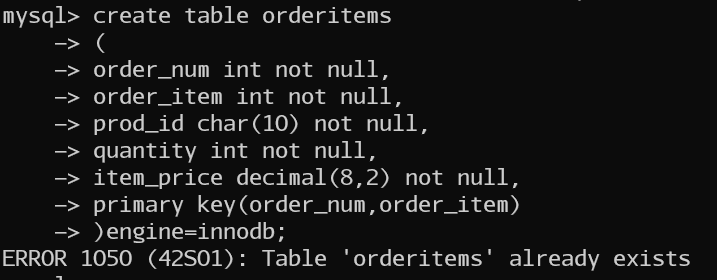 mysql> create table orderitems
    -> (
    -> order_num int not null,
    -> order_item int not null,
    -> prod_id char(10) not null,
    -> quantity int not null,
    -> item_price decimal(8,2) not null,
    -> primary key(order_num,order_item)
    -> )engine=innodb;
ERROR 1050 (42S01): Table 'orderitems' already exists